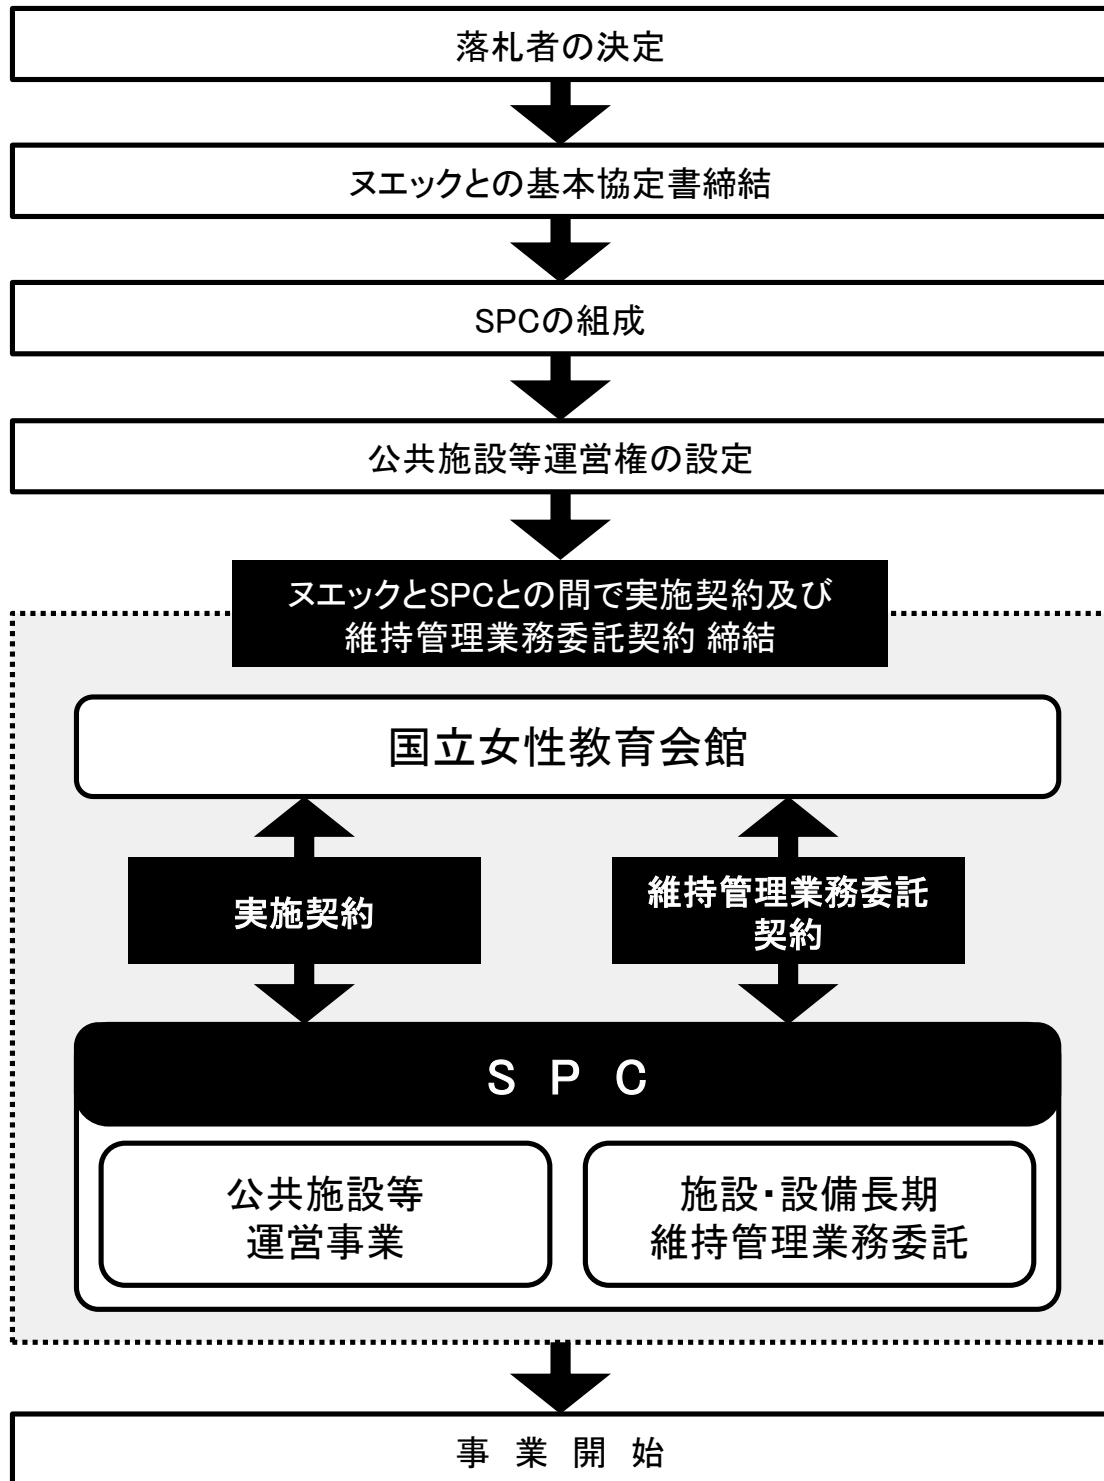 落札者の決定
ヌエックとの基本協定書締結
SPCの組成
公共施設等運営権の設定
ヌエックとSPCとの間で実施契約及び
維持管理業務委託契約 締結
国立女性教育会館
実施契約
維持管理業務委託
契約
S P C
公共施設等
運営事業
施設・設備長期
維持管理業務委託
事 業 開 始